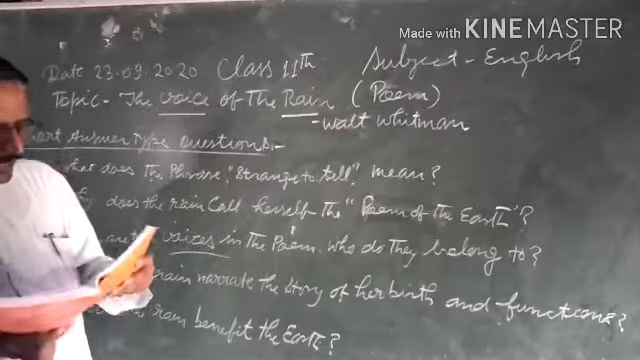 Made with KINEMASTER
Date 23.09.2020 Class 11th Subject - English
Topic - The voice of The Rain (Poem)
- Walt Whitman
Answer Type Questions:-
What does The Phrase "Strange to tell" mean?
does the rain call herself The "Poem of The Earth"?
are the voices in The Poem. who do They belong to?
rain narrate the story of her birth and functions?
the rain benefit the Earth?